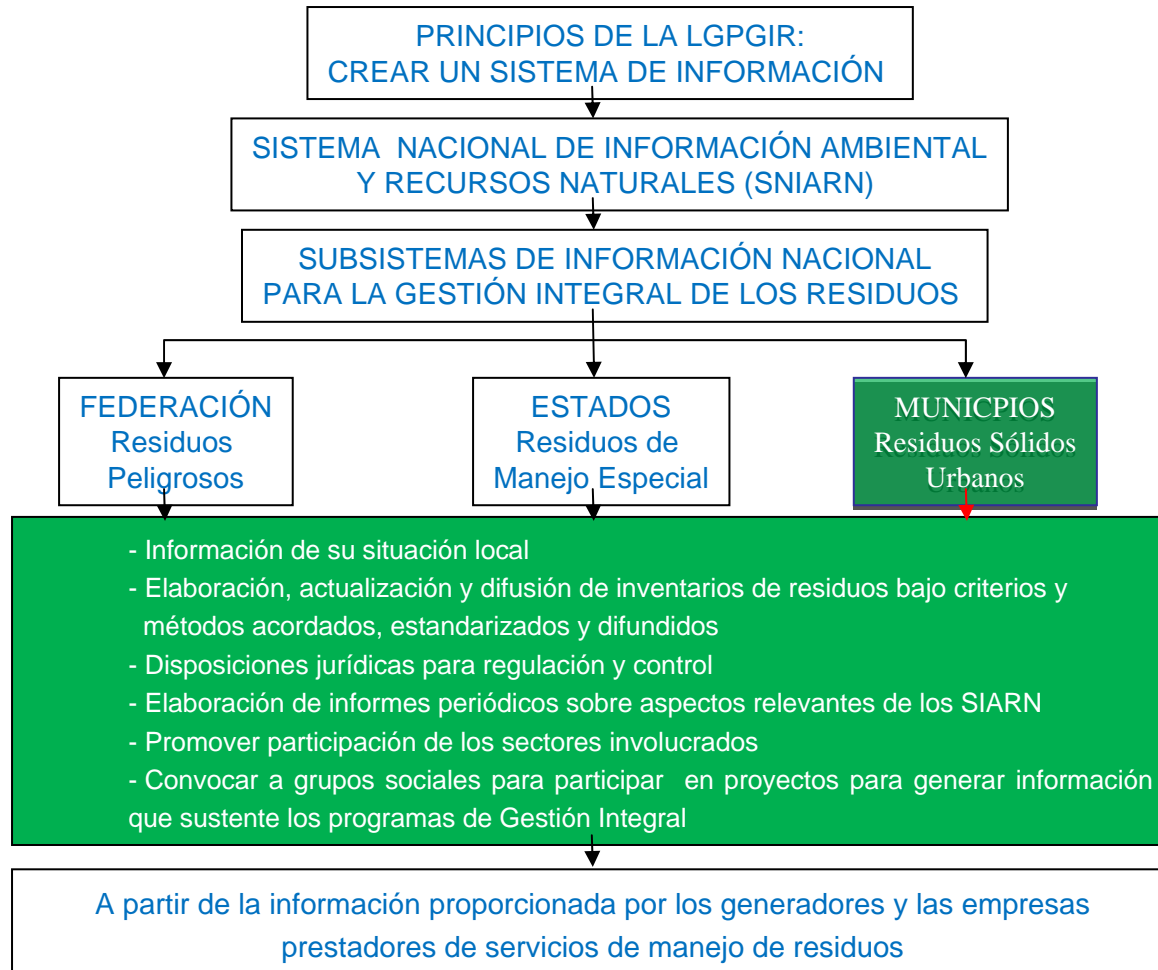 PRINCIPIOS DE LA LGPGIR:
CREAR UN SISTEMA DE INFORMACIÓN
SISTEMA NACIONAL DE INFORMACIÓN AMBIENTAL
Y RECURSOS NATURALES (SNIARN)
SUBSISTEMAS DE INFORMACIÓN NACIONAL
PARA LA GESTIÓN INTEGRAL DE LOS RESIDUOS
FEDERACIÓN
Residuos
Peligrosos
ESTADOS
Residuos de
Manejo Especial
MUNICPIOS
Residuos Sólidos
Urbanos
- Información de su situación local
- Elaboración, actualización y difusión de inventarios de residuos bajo criterios y
métodos acordados, estandarizados y difundidos
- Disposiciones jurídicas para regulación y control
- Elaboración de informes periódicos sobre aspectos relevantes de los SIARN
- Promover participación de los sectores involucrados
- Convocar a grupos sociales para participar en proyectos para generar información
que sustente los programas de Gestión Integral
A partir de la información proporcionada por los generadores y las empresas
prestadores de servicios de manejo de residuos